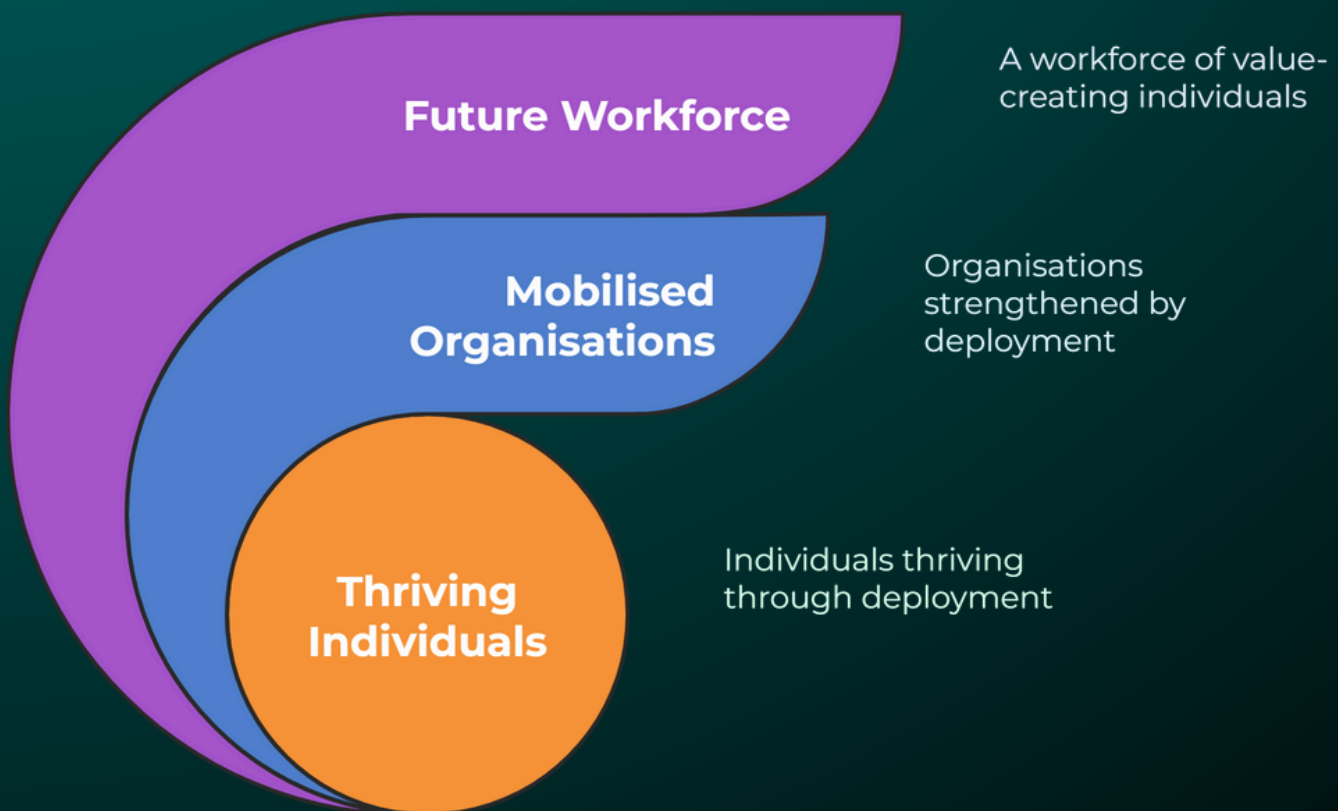 Future Workforce
A workforce of value-
creating individuals
Mobilised
Organisations
Organisations
strengthened by
deployment
Thriving
Individuals
Individuals thriving
through deployment